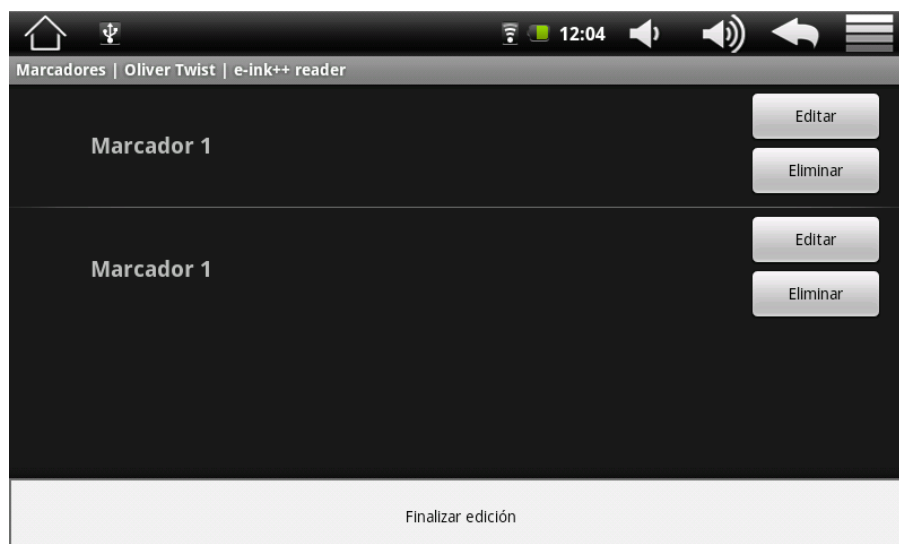 12:04
Marcadores | Oliver Twist | e-ink++ reader
Marcador 1
Editar
Eliminar
Marcador 1
Editar
Eliminar
Finalizar edición